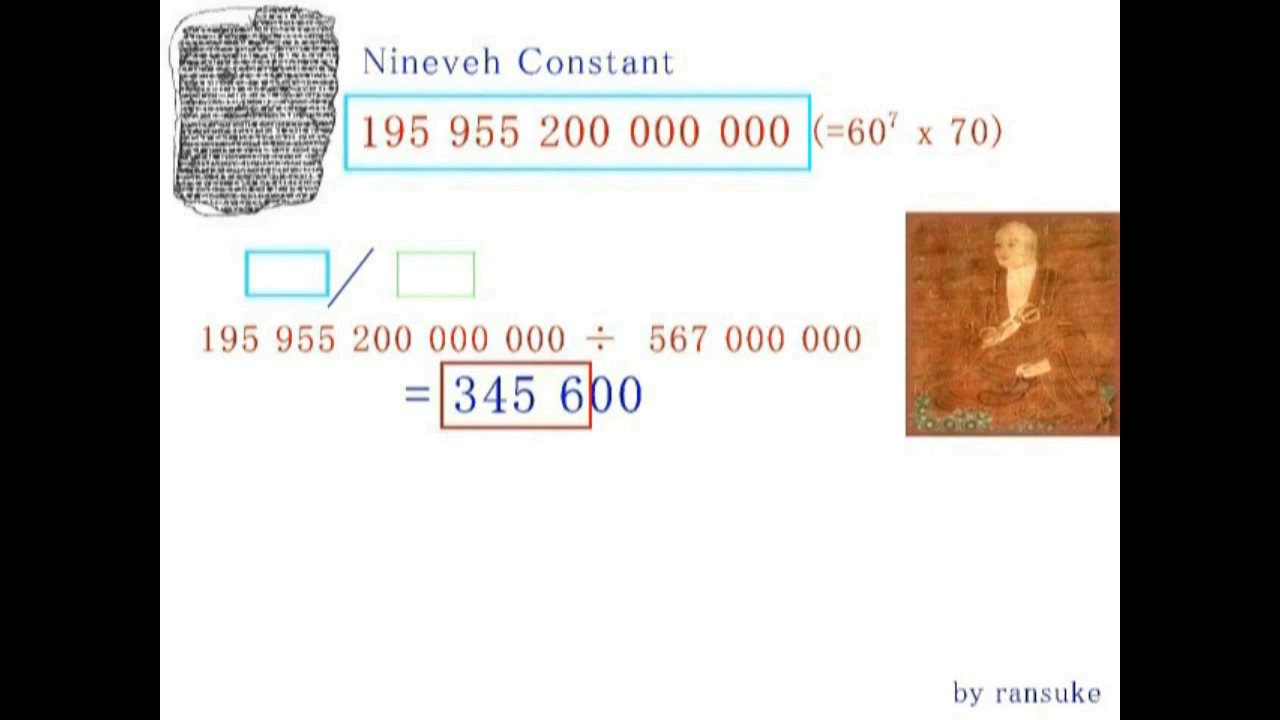 Nineveh Constant
195 955 200 000 000 (=60⁷ x 70)
/
195 955 200 000 000 ÷ 567 000 000
= 345 600
by ransuke